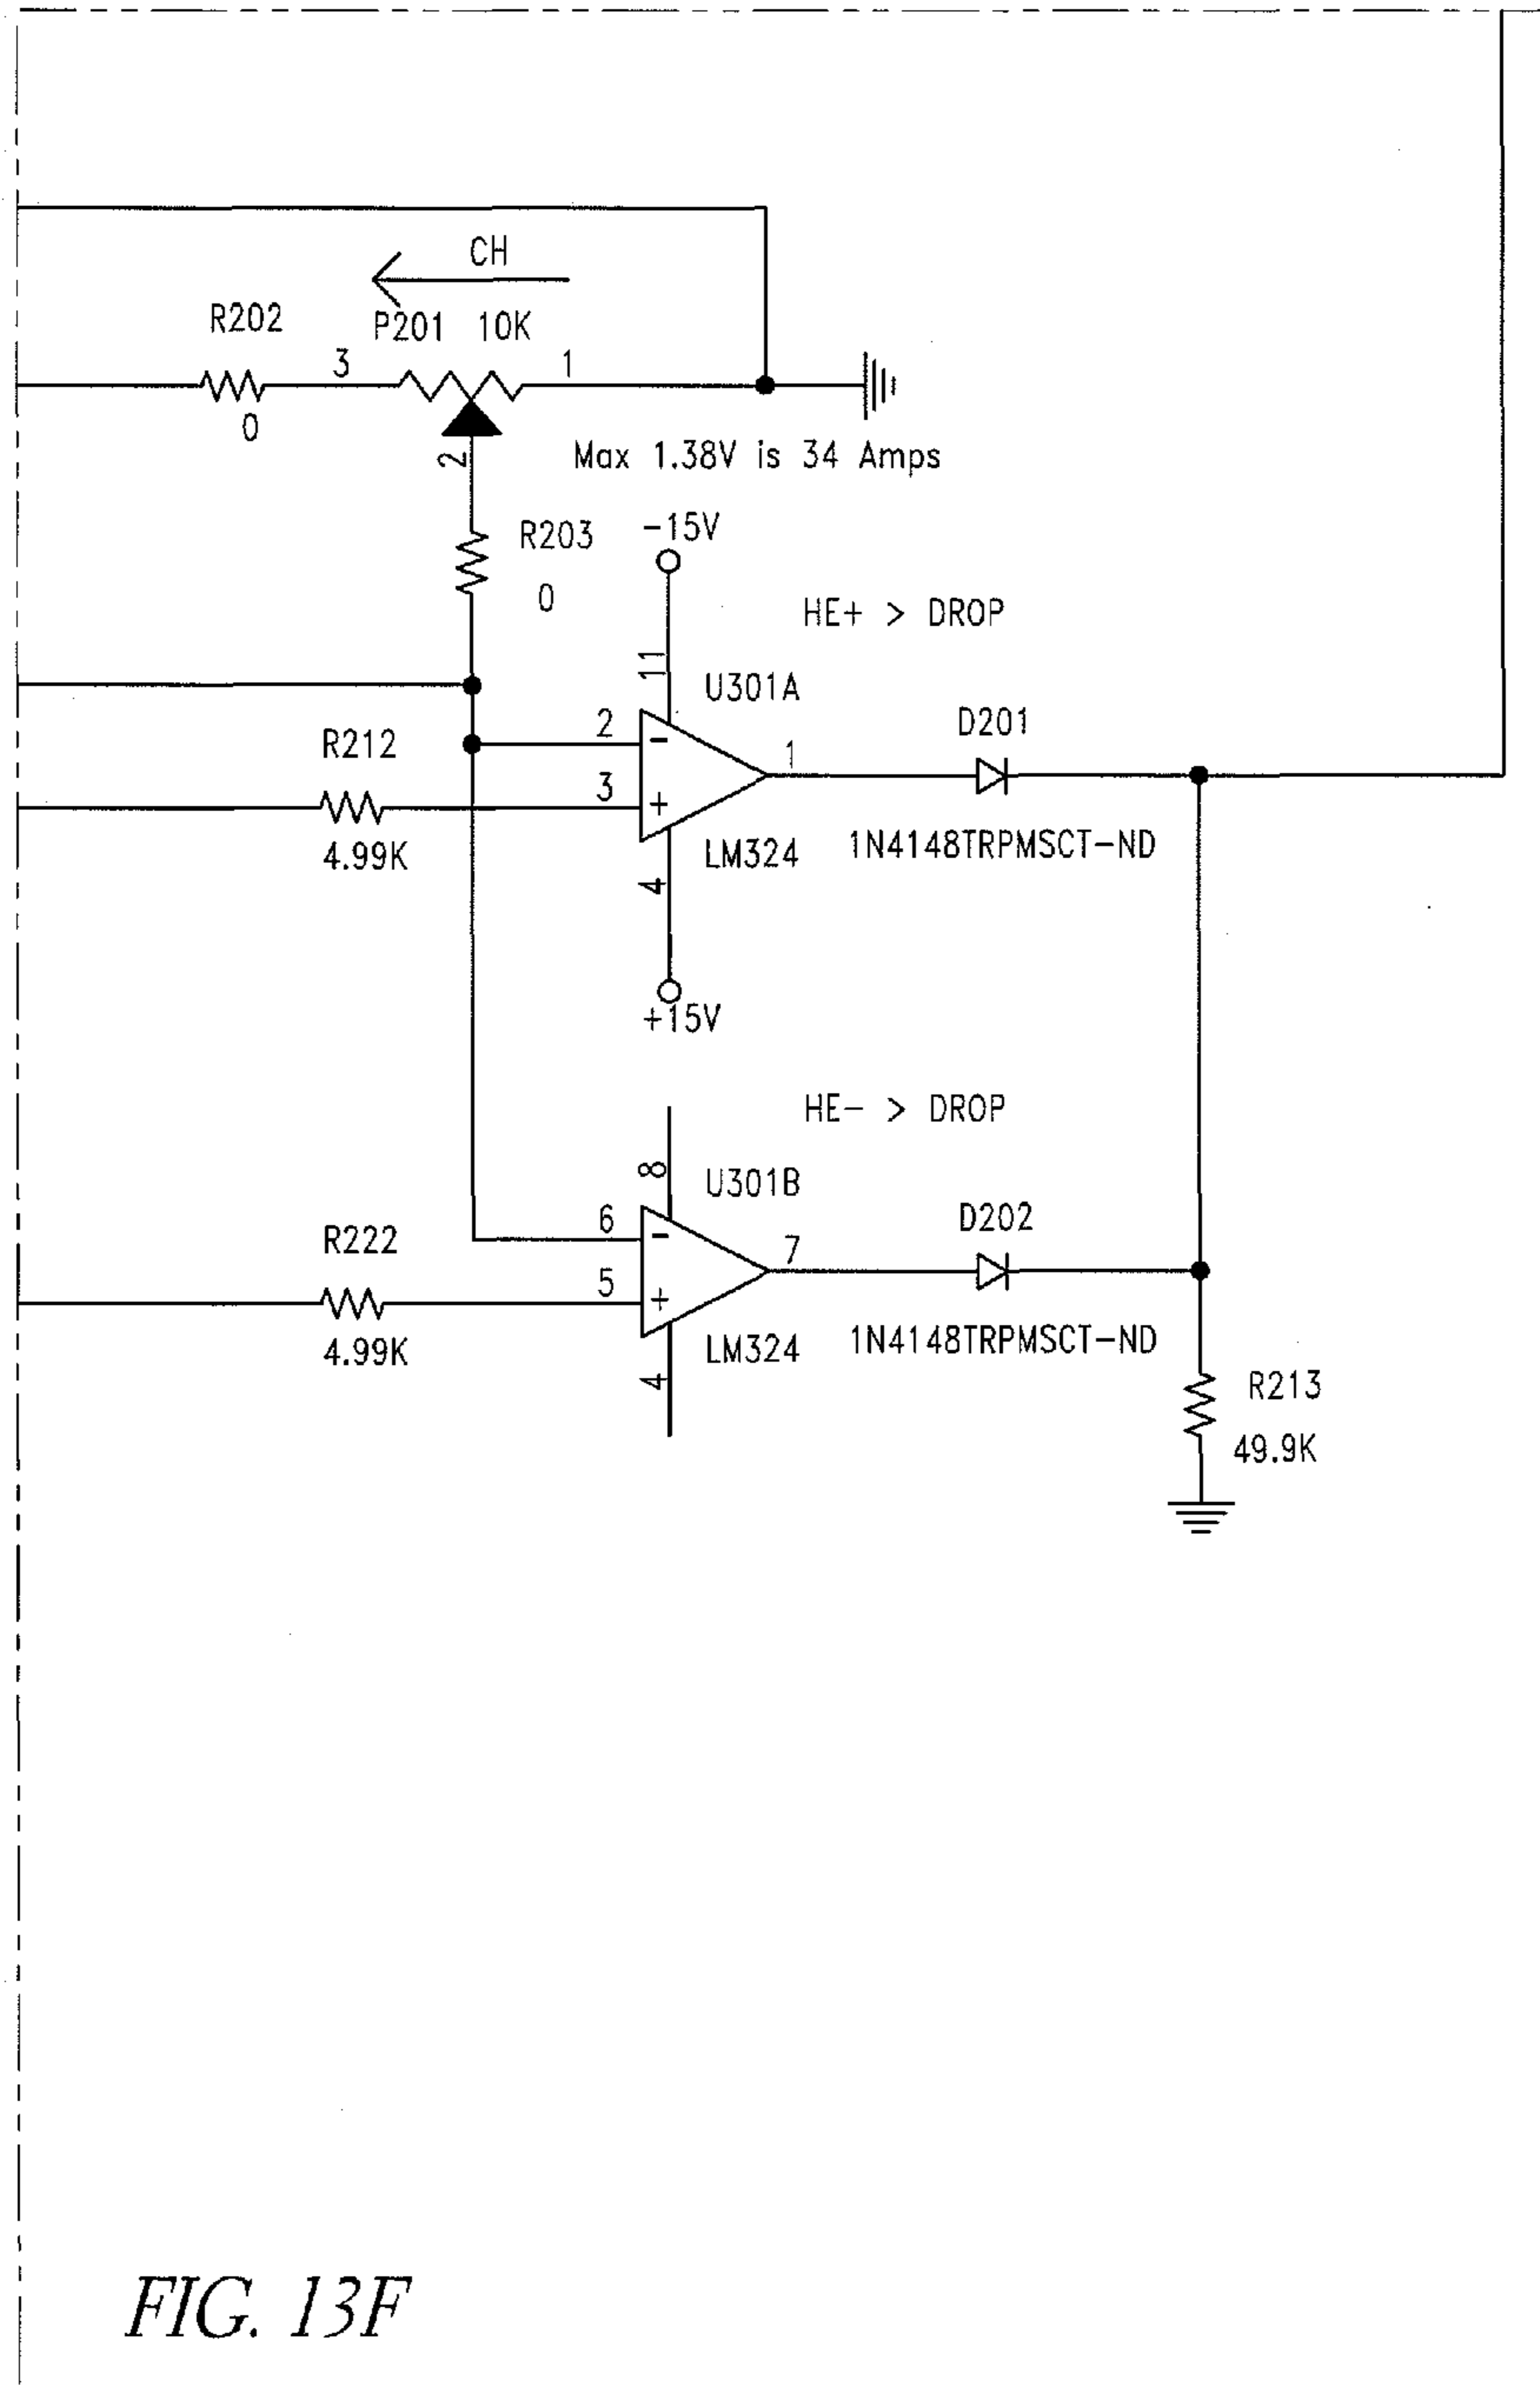 CH
R202
P201 10K
3
1
0
2
Max 1.38V is 34 Amps
R203
0
-15V
HE+ > DROP
11
U301A
R212
2
-
1
D201
3
+
4.99K
LM324
1N4148TRPMSCT-ND
4
+15V
HE- > DROP
8
U301B
R222
6
-
7
D202
5
+
4.99K
LM324
1N4148TRPMSCT-ND
4
R213
49.9K
FIG. 13F